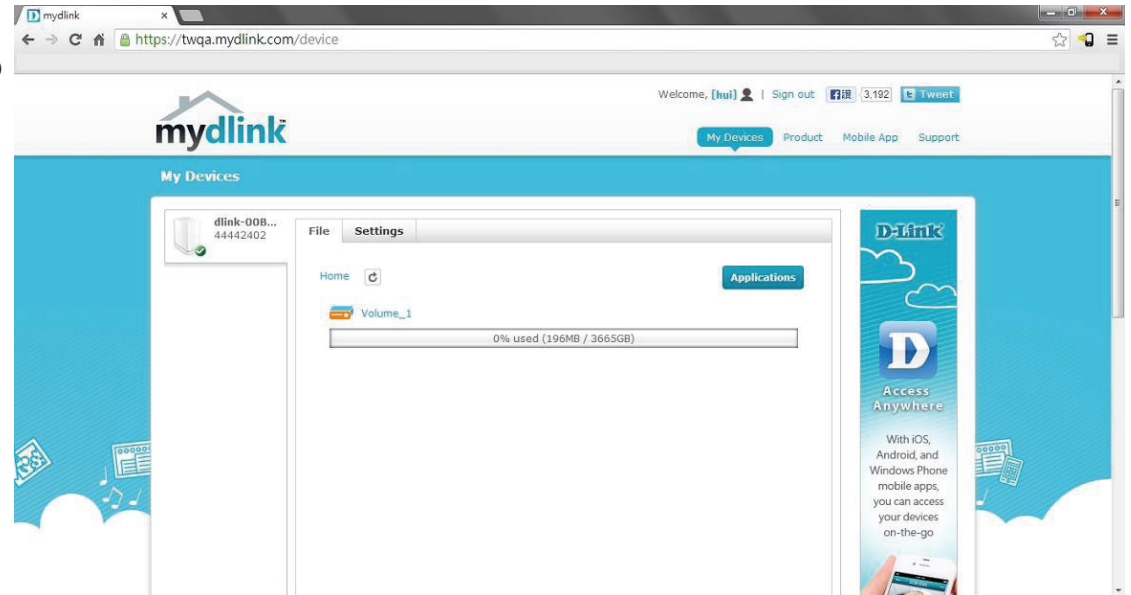 mydlink
https://twqa.mydlink.com/device
Welcome, [hui] | Sign out 讚 3,192 Tweet
mydlink
My Devices Product Mobile App Support
My Devices
dlink-00B...
44442402
File Settings
Home
Applications
Volume_1
0% used (196MB / 3665GB)
D-Link
D
Access
Anywhere
With iOS,
Android, and
Windows Phone
mobile apps,
you can access
your devices
on-the-go